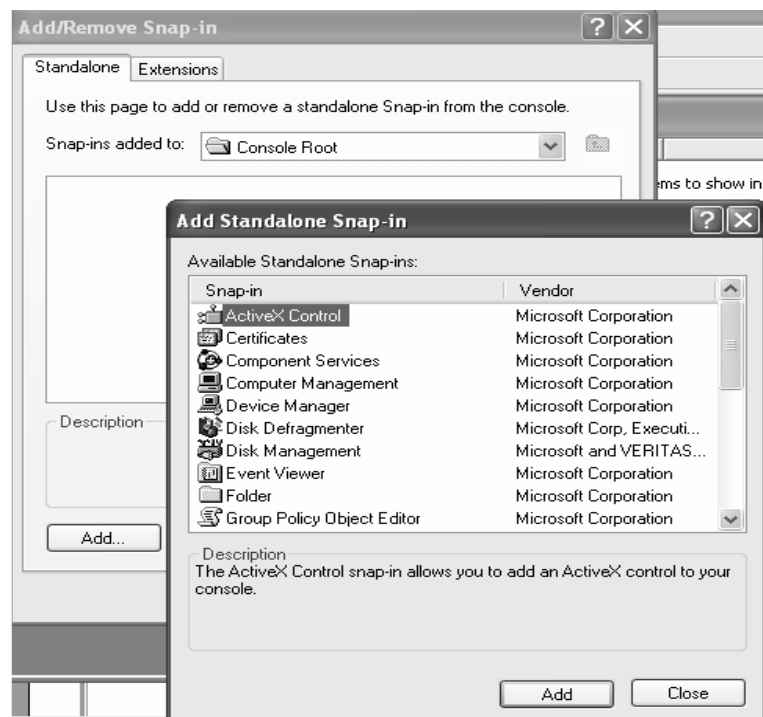 Add/Remove Snap-in
Standalone
Extensions
Use this page to add or remove a standalone Snap-in from the console.
Snap-ins added to:
Console Root
ems to show in
Add Standalone Snap-in
Available Standalone Snap-ins:
Snap-in Vendor
ActiveX Control Microsoft Corporation
Certificates Microsoft Corporation
Component Services Microsoft Corporation
Computer Management Microsoft Corporation
Device Manager Microsoft Corporation
Disk Defragmenter Microsoft Corp, Executi...
Disk Management Microsoft and VERITAS...
Event Viewer Microsoft Corporation
Folder Microsoft Corporation
Group Policy Object Editor Microsoft Corporation
Description
Description
The ActiveX Control snap-in allows you to add an ActiveX control to your
console.
Add...
Add
Close